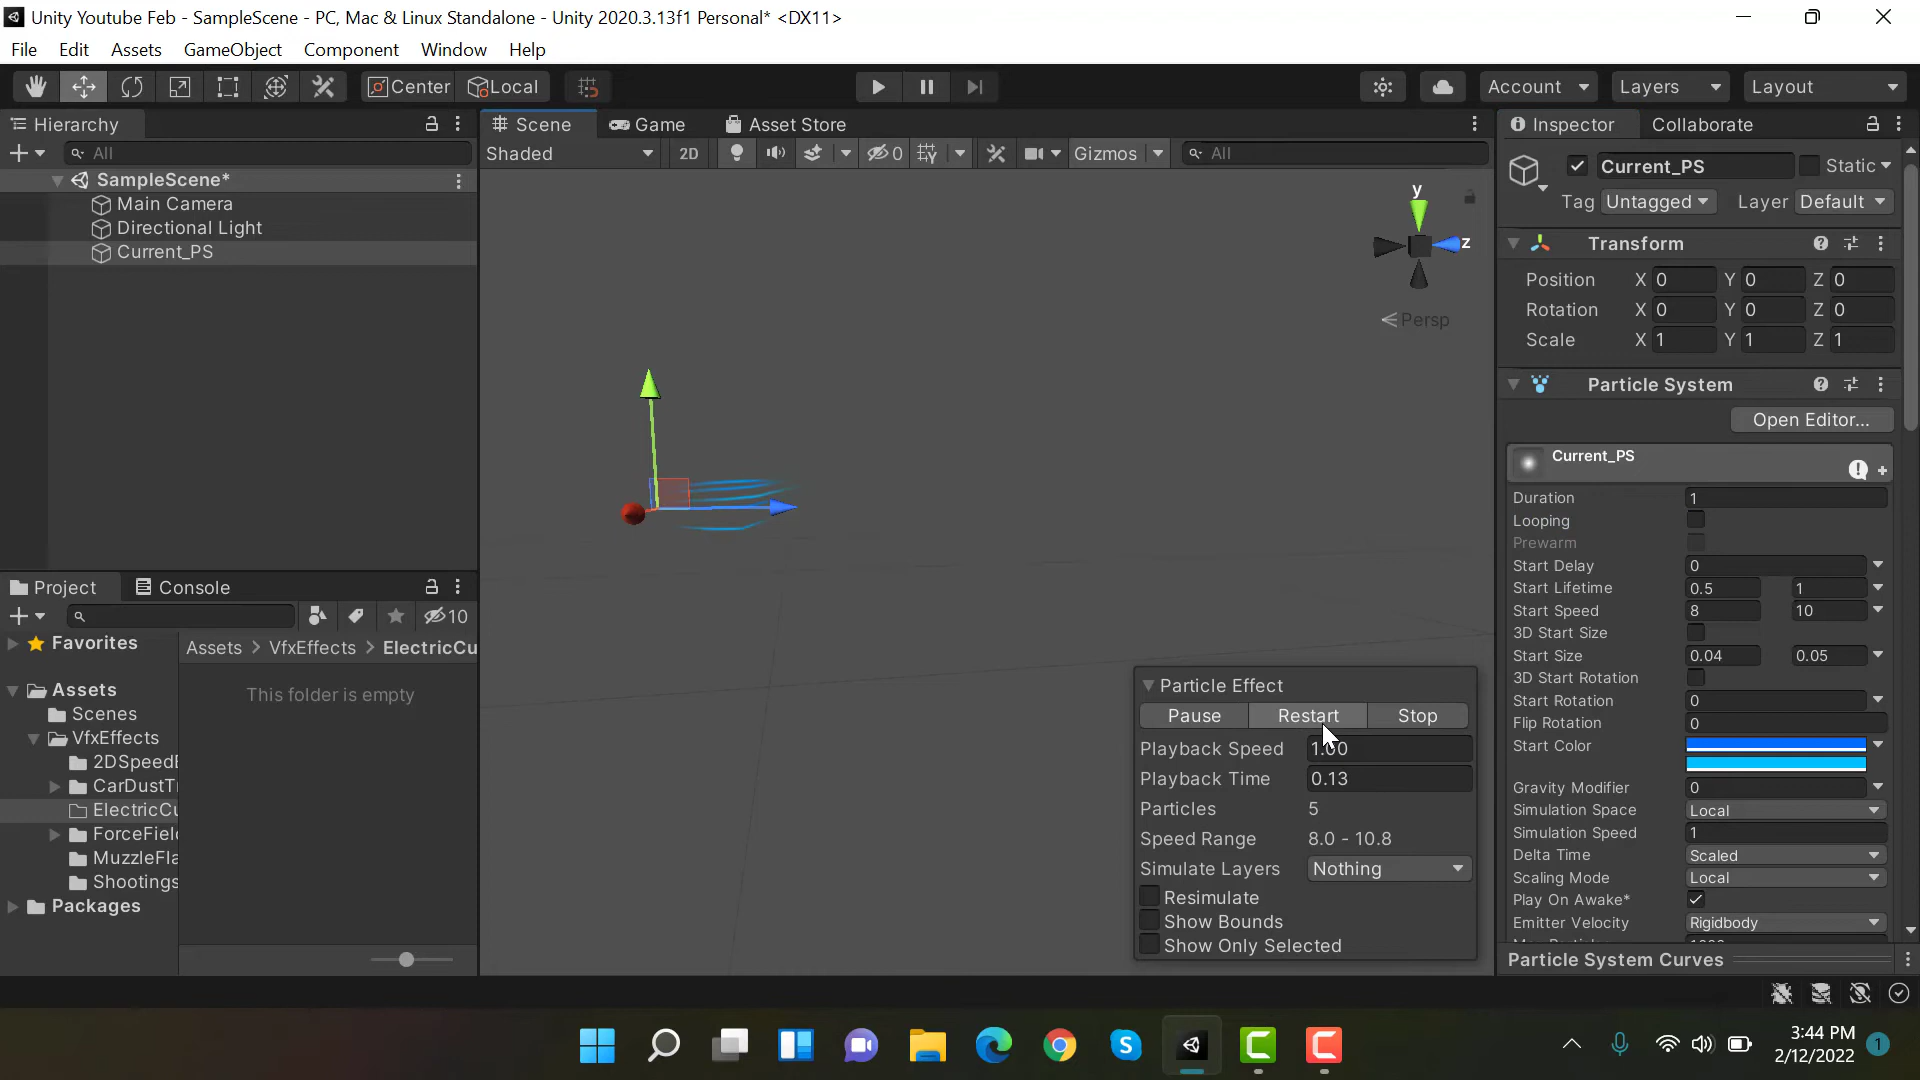 Unity Youtube Feb - SampleScene - PC, Mac & Linux Standalone - Unity 2020.3.13f1 Personal* <DX11>
File Edit Assets GameObject Component Window Help
Center Local Account Layers Layout
Hierarchy
All
SampleScene*
Main Camera
Directional Light
Current_PS
Scene Game Asset Store
Shaded 2D 0 Gizmos All
y
z
Persp
Project Console
10
Favorites
Assets
Scenes
VfxEffects
2DSpeedE
CarDustTr
ElectricCu
ForceField
MuzzleFla
Shootings
Packages
Assets > VfxEffects > ElectricCu
This folder is empty
Particle Effect
Pause Restart Stop
Playback Speed 1.00
Playback Time 0.13
Particles 5
Speed Range 8.0 - 10.8
Simulate Layers Nothing
Resimulate
Show Bounds
Show Only Selected
Inspector Collaborate
Current_PS Static
Tag Untagged Layer Default
Transform
Position X 0 Y 0 Z 0
Rotation X 0 Y 0 Z 0
Scale X 1 Y 1 Z 1
Particle System
Open Editor...
Current_PS
Duration 1
Looping
Prewarm
Start Delay 0
Start Lifetime 0.5 1
Start Speed 8 10
3D Start Size
Start Size 0.04 0.05
3D Start Rotation
Start Rotation 0
Flip Rotation 0
Start Color
Gravity Modifier 0
Simulation Space Local
Simulation Speed 1
Delta Time Scaled
Scaling Mode Local
Play On Awake*
Emitter Velocity Rigidbody
Particle System Curves
3:44 PM
2/12/2022
1